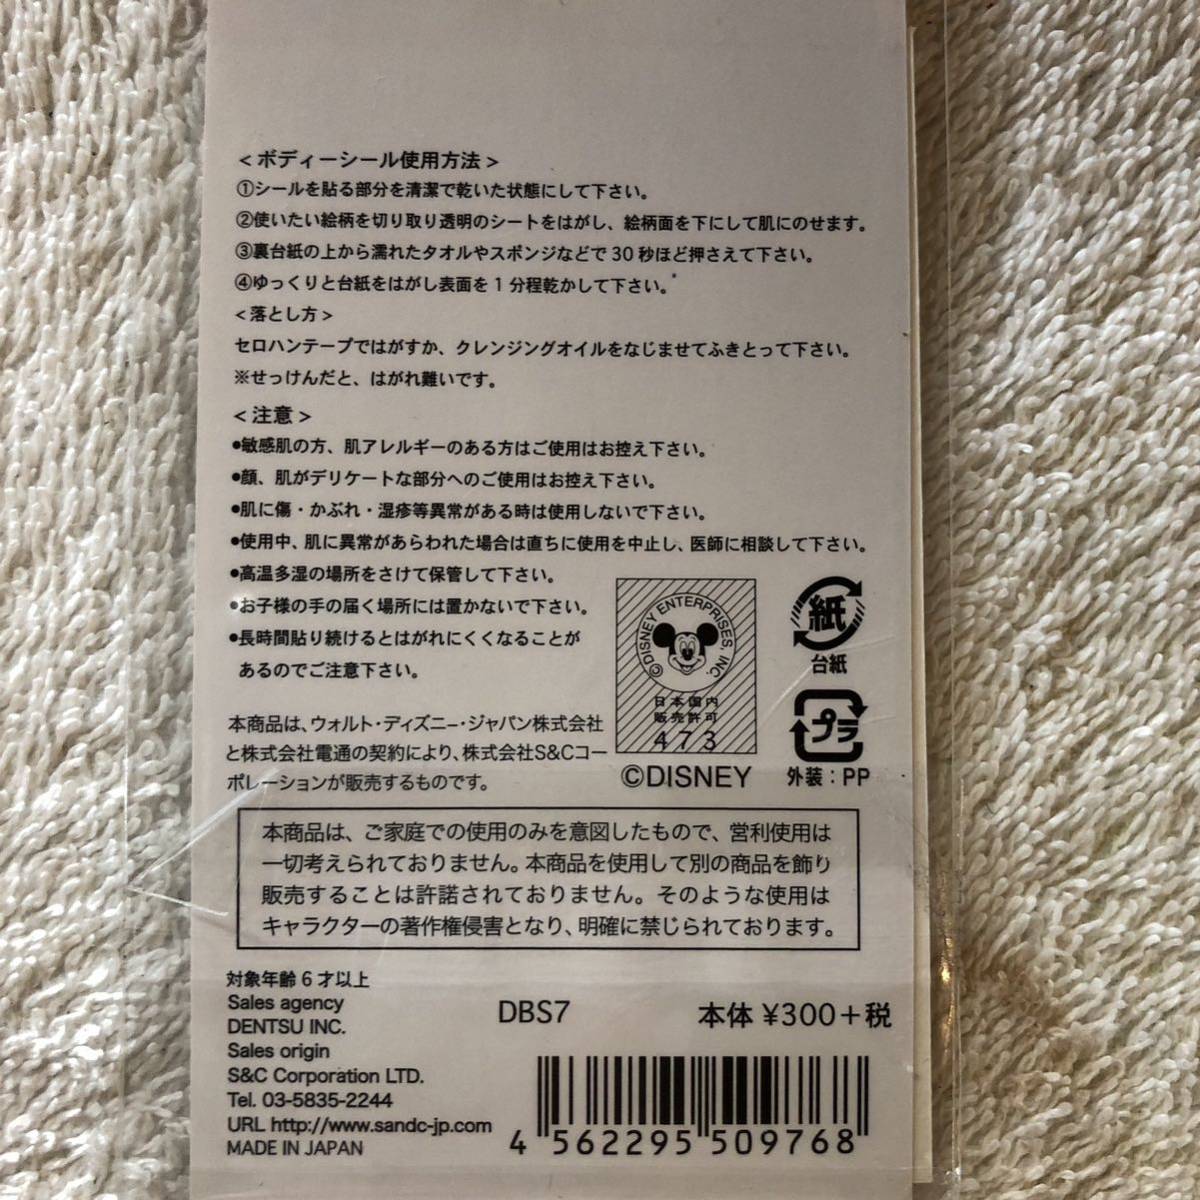 ＜ボディーシール使用方法＞
①シールを貼る部分を清潔で乾いた状態にして下さい。
②使いたい絵柄を切り取り透明のシートをはがし、絵柄面を下にして肌にのせます。
③裏台紙の上から濡れたタオルやスポンジなどで30秒ほど押さえて下さい。
④ゆっくりと台紙をはがし表面を1分程乾かして下さい。
＜落とし方＞
セロハンテープではがすか、クレンジングオイルをなじませてふきとって下さい。
※せっけんだと、はがれ難いです。
＜注意＞
●敏感肌の方、肌アレルギーのある方はご使用はお控え下さい。
●顔、肌がデリケートな部分へのご使用はお控え下さい。
●肌に傷・かぶれ・湿疹等異常がある時は使用しないで下さい。
●使用中、肌に異常があらわれた場合は直ちに使用を中止し、医師に相談して下さい。
●高温多湿の場所をさけて保管して下さい。
●お子様の手の届く場所には置かないで下さい。
●長時間貼り続けるとはがれにくくなることが
あるのでご注意下さい。
©DISNEY ENTERPRISES, INC.
日本国内
販売許可
473
©DISNEY
紙
台紙
プラ
外装：PP
本商品は、ウォルト・ディズニー・ジャパン株式会社
と株式会社電通の契約により、株式会社S&Cコー
ポレーションが販売するものです。
本商品は、ご家庭での使用のみを意図したもので、営利使用は
一切考えられておりません。本商品を使用して別の商品を飾り
販売することは許諾されておりません。そのような使用は
キャラクターの著作権侵害となり、明確に禁じられております。
対象年齢6才以上
Sales agency
DENTSU INC.
Sales origin
S&C Corporation LTD.
Tel. 03-5835-2244
URL http://www.sandc-jp.com
MADE IN JAPAN
DBS7
本体 ¥300+税
4 562295 509768